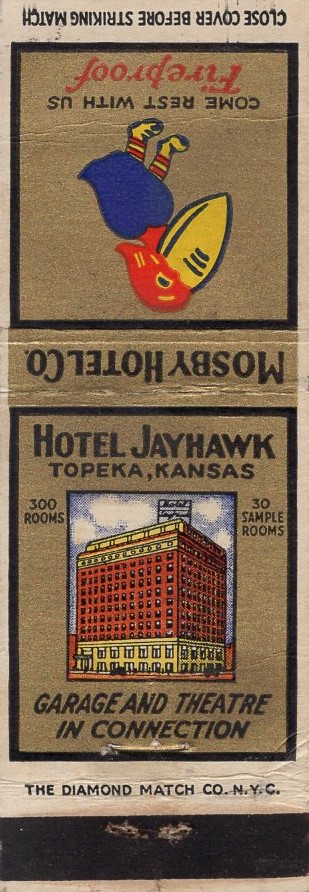 CLOSE COVER BEFORE STRIKING MATCH
Fireproof
COME REST WITH US
MOSBY HOTEL CO.
HOTEL JAYHAWK
TOPEKA, KANSAS
300
ROOMS
30
SAMPLE
ROOMS
GARAGE AND THEATRE
IN CONNECTION
THE DIAMOND MATCH CO. N.Y.C.